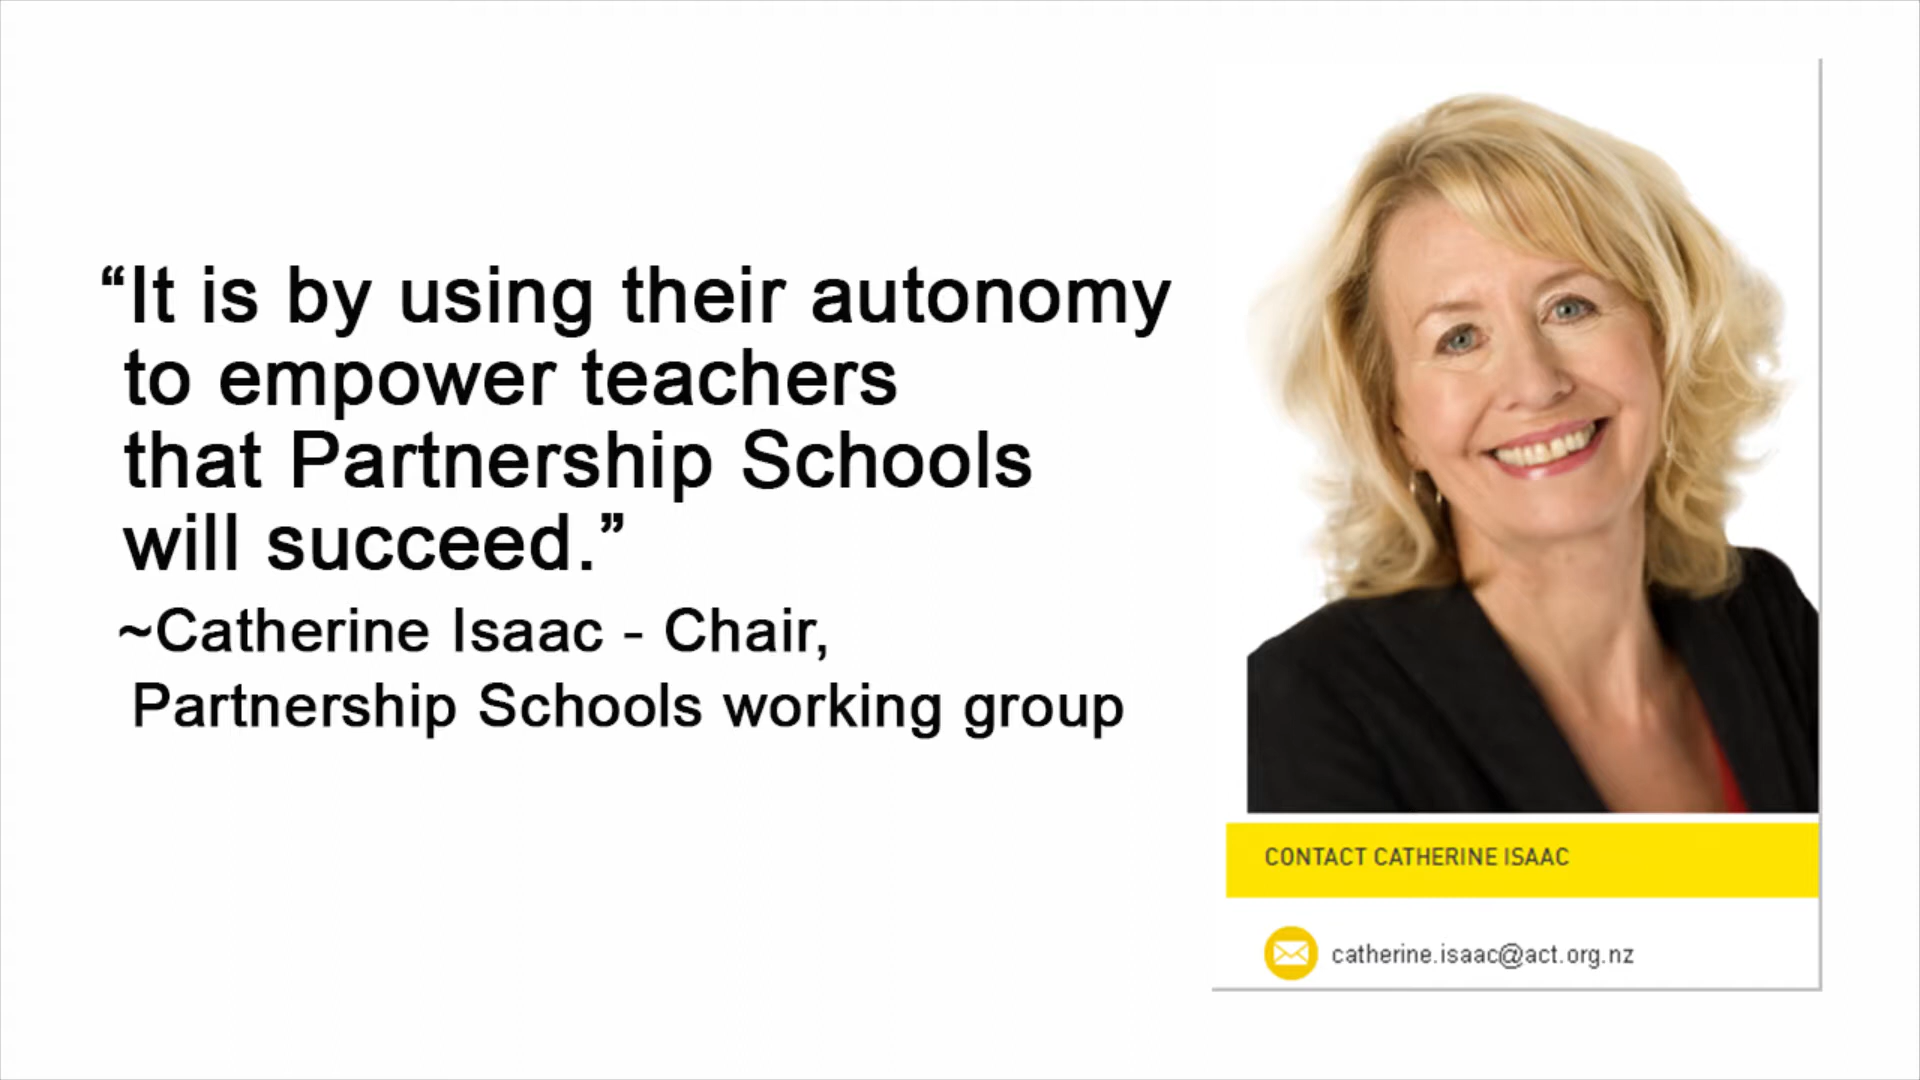 “It is by using their autonomy
to empower teachers
that Partnership Schools
will succeed.”
~Catherine Isaac - Chair,
Partnership Schools working group
CONTACT CATHERINE ISAAC
catherine.isaac@act.org.nz